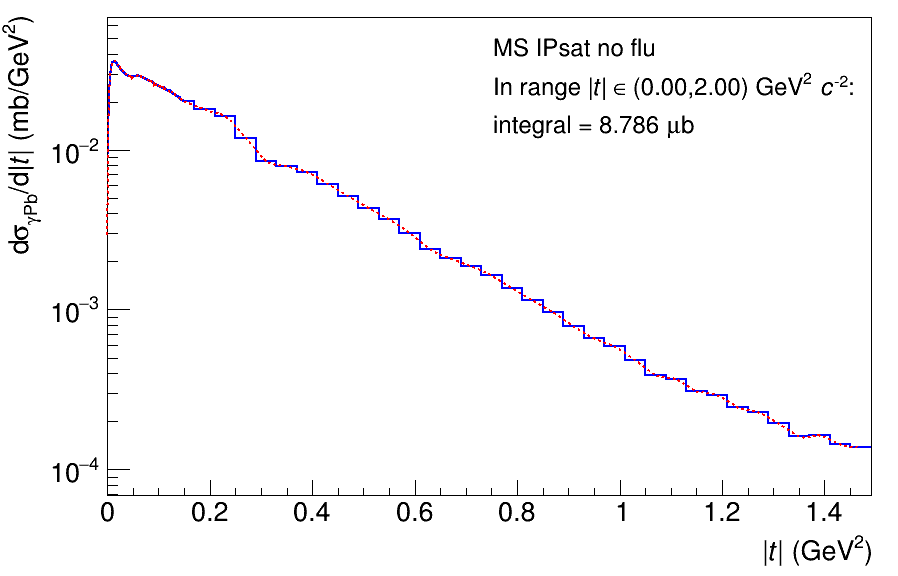 dσγPb/d|t| (mb/GeV²)
MS IPsat no flu
In range |t| ∈ (0.00,2.00) GeV² c⁻²:
integral = 8.786 μb
10⁻²
10⁻³
10⁻⁴
0 0.2 0.4 0.6 0.8 1 1.2 1.4
|t| (GeV²)